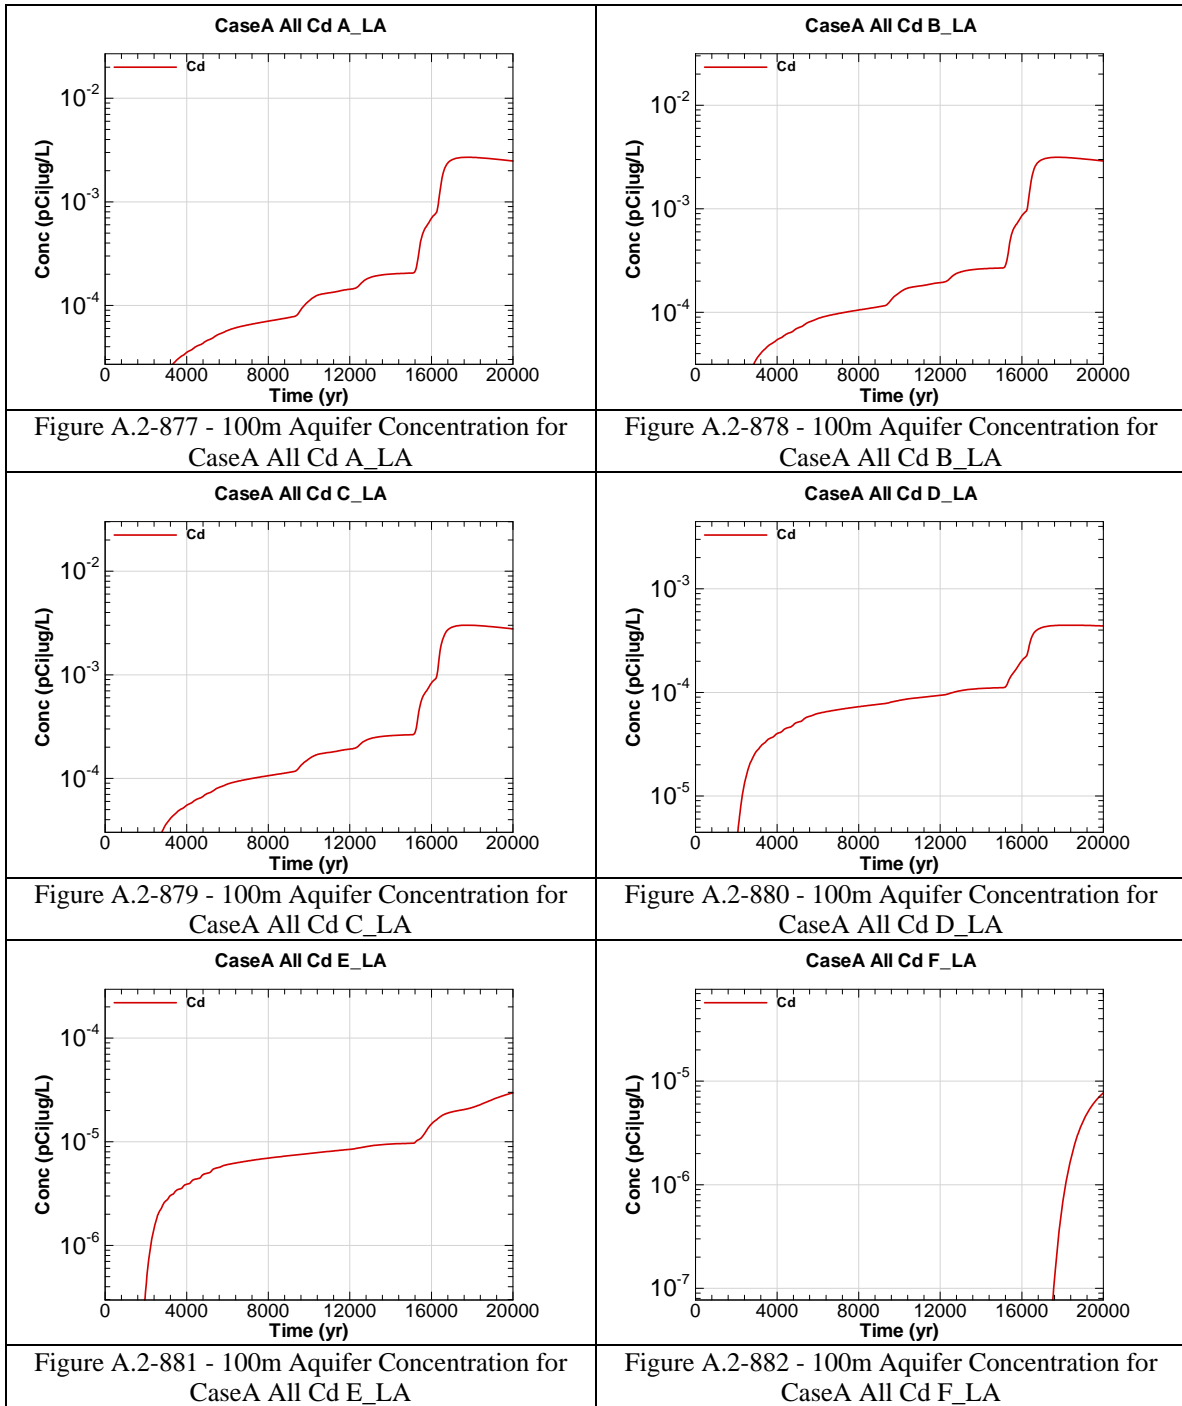 CaseA All Cd A_LA
Cd
Conc (pCi|ug/L)
10-2
10-3
10-4
0 4000 8000 12000 16000 20000
Time (yr)
Figure A.2-877 - 100m Aquifer Concentration for
CaseA All Cd A_LA
CaseA All Cd B_LA
Cd
Conc (pCi|ug/L)
10-2
10-3
10-4
0 4000 8000 12000 16000 20000
Time (yr)
Figure A.2-878 - 100m Aquifer Concentration for
CaseA All Cd B_LA
CaseA All Cd C_LA
Cd
Conc (pCi|ug/L)
10-2
10-3
10-4
0 4000 8000 12000 16000 20000
Time (yr)
Figure A.2-879 - 100m Aquifer Concentration for
CaseA All Cd C_LA
CaseA All Cd D_LA
Cd
Conc (pCi|ug/L)
10-3
10-4
10-5
0 4000 8000 12000 16000 20000
Time (yr)
Figure A.2-880 - 100m Aquifer Concentration for
CaseA All Cd D_LA
CaseA All Cd E_LA
Cd
Conc (pCi|ug/L)
10-4
10-5
10-6
0 4000 8000 12000 16000 20000
Time (yr)
Figure A.2-881 - 100m Aquifer Concentration for
CaseA All Cd E_LA
CaseA All Cd F_LA
Cd
Conc (pCi|ug/L)
10-5
10-6
10-7
0 4000 8000 12000 16000 20000
Time (yr)
Figure A.2-882 - 100m Aquifer Concentration for
CaseA All Cd F_LA